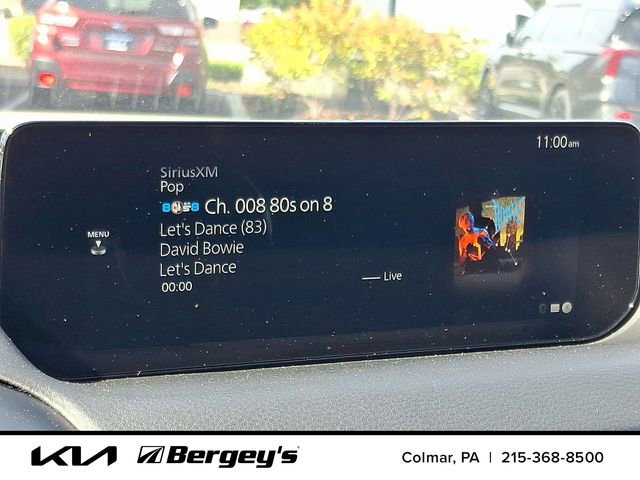 11:00am
SiriusXM
Pop
Ch. 008 80s on 8
MENU
Let's Dance (83)
David Bowie
Let's Dance
00:00
Live
KIA Bergey's
Colmar, PA | 215-368-8500